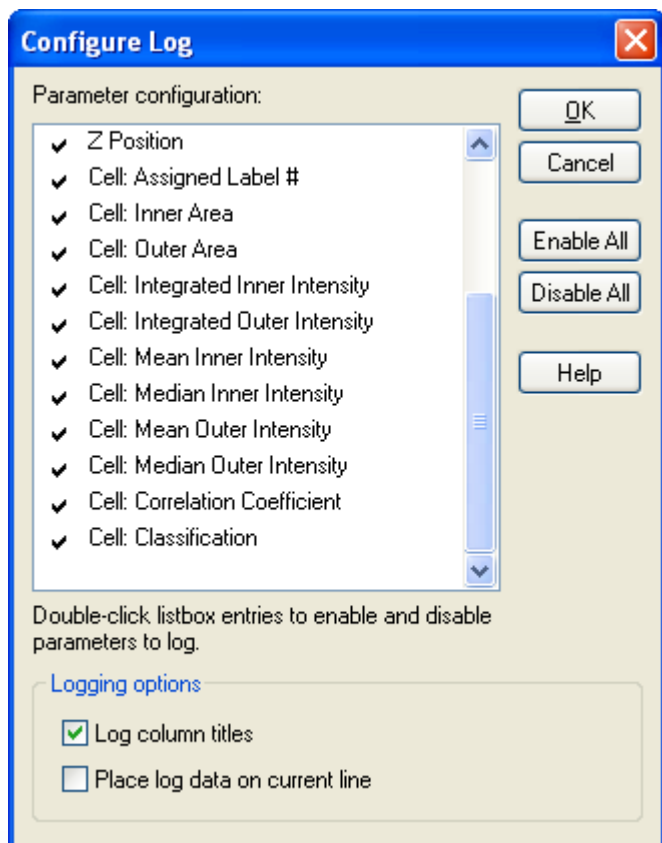 Configure Log
Parameter configuration:
Z Position
Cell: Assigned Label #
Cell: Inner Area
Cell: Outer Area
Cell: Integrated Inner Intensity
Cell: Integrated Outer Intensity
Cell: Mean Inner Intensity
Cell: Median Inner Intensity
Cell: Mean Outer Intensity
Cell: Median Outer Intensity
Cell: Correlation Coefficient
Cell: Classification
OK
Cancel
Enable All
Disable All
Help
Double-click listbox entries to enable and disable
parameters to log.
Logging options
Log column titles
Place log data on current line